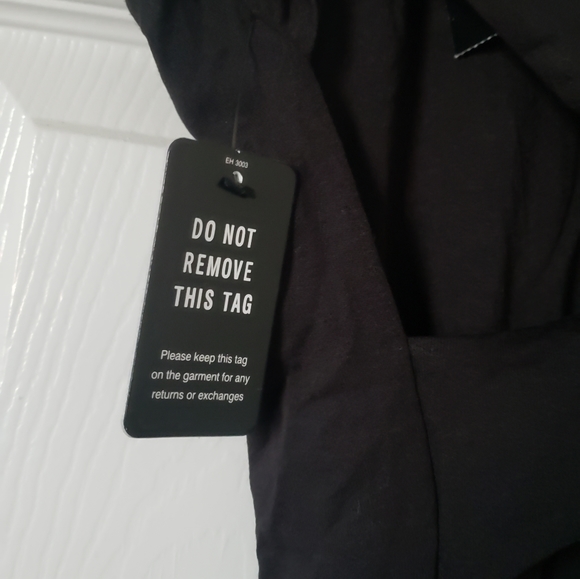 EH 3003
DO NOT
REMOVE
THIS TAG
Please keep this tag
on the garment for any
returns or exchanges